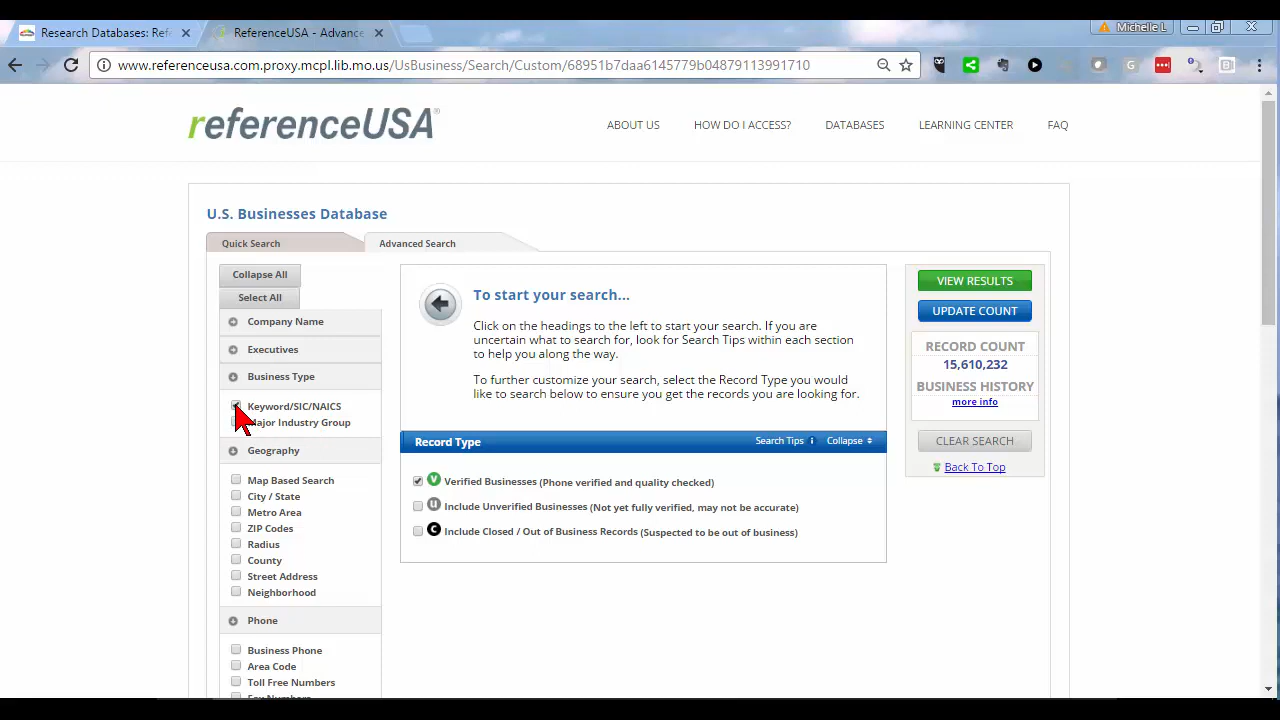 Research Databases: Ref
ReferenceUSA - Advanc
Michelle L
www.referenceusa.com.proxy.mcpl.lib.mo.us/UsBusiness/Search/Custom/68951b7daa6145779b04879113991710
referenceUSA®
ABOUT US
HOW DO I ACCESS?
DATABASES
LEARNING CENTER
FAQ
U.S. Businesses Database
Quick Search
Advanced Search
Collapse All
Select All
Company Name
Executives
Business Type
Keyword/SIC/NAICS
Major Industry Group
Geography
Map Based Search
City / State
Metro Area
ZIP Codes
Radius
County
Street Address
Neighborhood
Phone
Business Phone
Area Code
Toll Free Numbers
Fax Numbers
To start your search...
Click on the headings to the left to start your search. If you are
uncertain what to search for, look for Search Tips within each section
to help you along the way.
To further customize your search, select the Record Type you would
like to search below to ensure you get the records you are looking for.
Record Type
Search Tips
Collapse
Verified Businesses (Phone verified and quality checked)
Include Unverified Businesses (Not yet fully verified, may not be accurate)
Include Closed / Out of Business Records (Suspected to be out of business)
VIEW RESULTS
UPDATE COUNT
RECORD COUNT
15,610,232
BUSINESS HISTORY
more info
CLEAR SEARCH
Back To Top